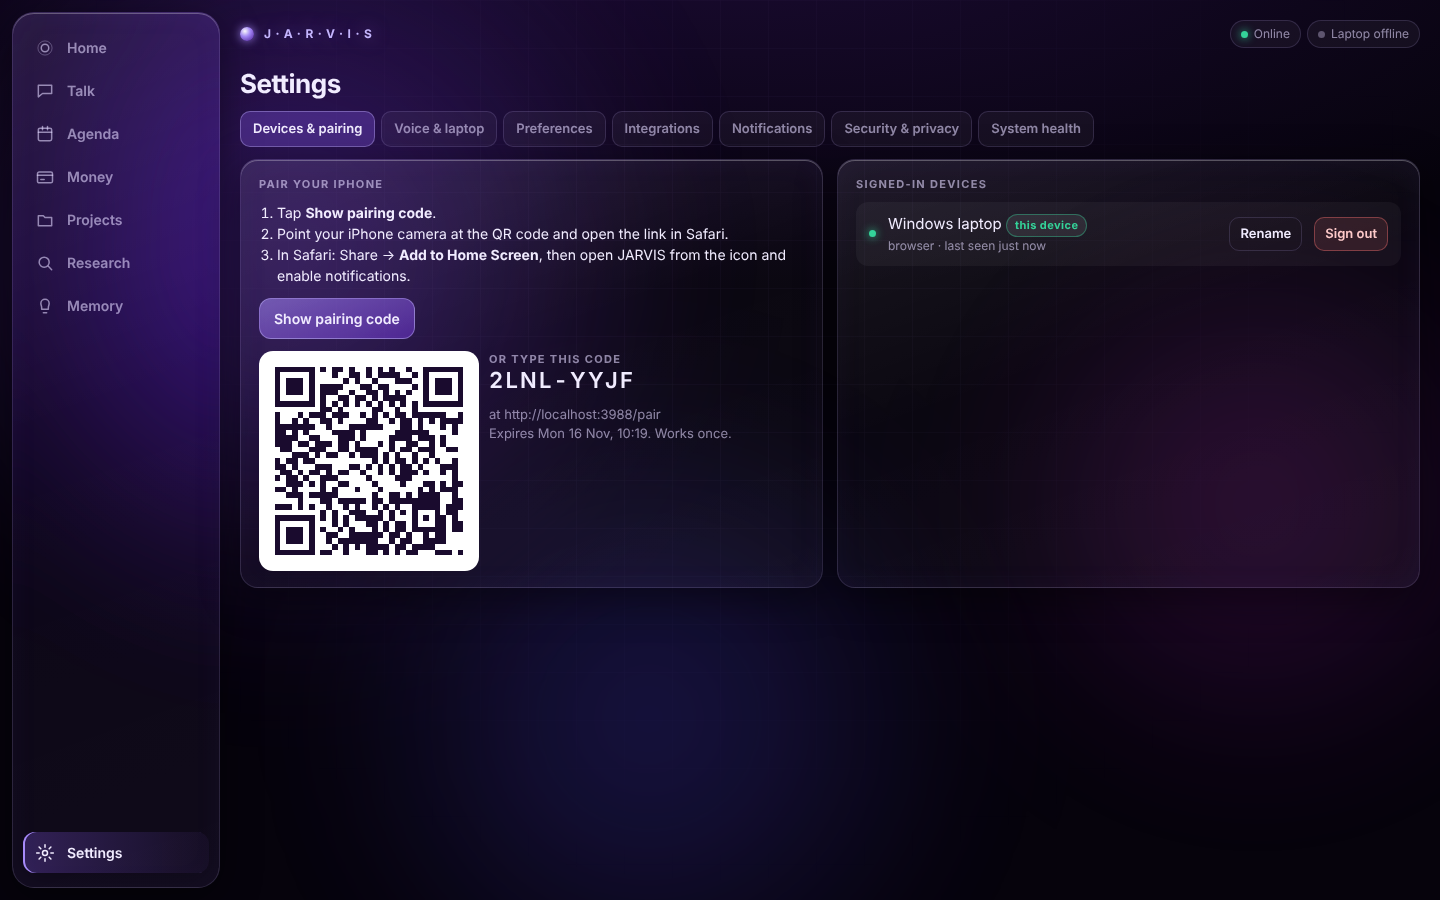 Home
Talk
Agenda
Money
Projects
Research
Memory
Settings
J·A·R·V·I·S
Online
Laptop offline
Settings
Devices & pairing
Voice & laptop
Preferences
Integrations
Notifications
Security & privacy
System health
PAIR YOUR IPHONE
1. Tap Show pairing code.
2. Point your iPhone camera at the QR code and open the link in Safari.
3. In Safari: Share → Add to Home Screen, then open JARVIS from the icon and
enable notifications.
Show pairing code
OR TYPE THIS CODE
2LNL-YYJF
at http://localhost:3988/pair
Expires Mon 16 Nov, 10:19. Works once.
SIGNED-IN DEVICES
Windows laptop this device
browser · last seen just now
Rename
Sign out